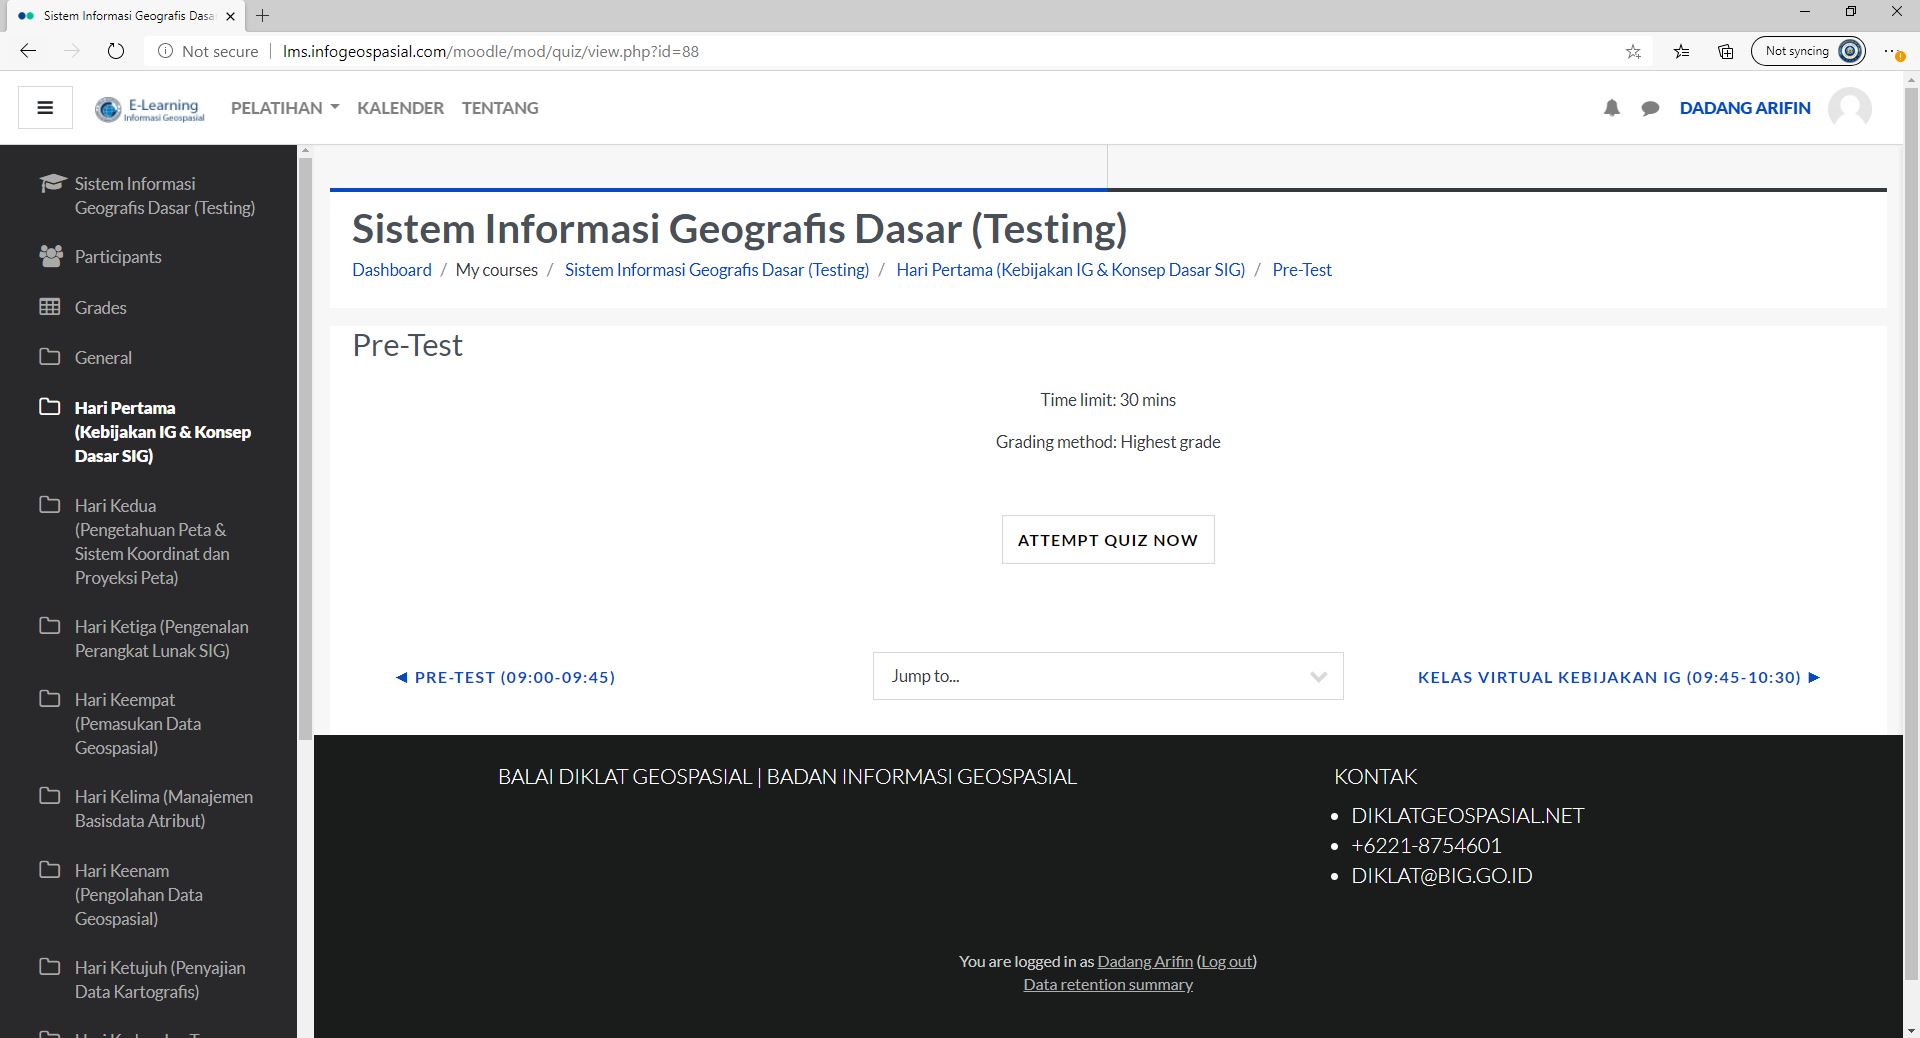 Sistem Informasi Geografis Dasar
Not secure
lms.infogeospasial.com/moodle/mod/quiz/view.php?id=88
Not syncing
E-Learning
Informasi Geospasial
PELATIHAN
KALENDER
TENTANG
DADANG ARIFIN
Sistem Informasi
Geografis Dasar (Testing)
Participants
Grades
General
Hari Pertama
(Kebijakan IG & Konsep
Dasar SIG)
Hari Kedua
(Pengetahuan Peta &
Sistem Koordinat dan
Proyeksi Peta)
Hari Ketiga (Pengenalan
Perangkat Lunak SIG)
Hari Keempat
(Pemasukan Data
Geospasial)
Hari Kelima (Manajemen
Basisdata Atribut)
Hari Keenam
(Pengolahan Data
Geospasial)
Hari Ketujuh (Penyajian
Data Kartografis)
Sistem Informasi Geografis Dasar (Testing)
Dashboard / My courses / Sistem Informasi Geografis Dasar (Testing) / Hari Pertama (Kebijakan IG & Konsep Dasar SIG) / Pre-Test
Pre-Test
Time limit: 30 mins
Grading method: Highest grade
ATTEMPT QUIZ NOW
◄ PRE-TEST (09:00-09:45)
Jump to...
KELAS VIRTUAL KEBIJAKAN IG (09:45-10:30) ►
BALAI DIKLAT GEOSPASIAL | BADAN INFORMASI GEOSPASIAL
KONTAK
• DIKLATGEOSPASIAL.NET
• +6221-8754601
• DIKLAT@BIG.GO.ID
You are logged in as Dadang Arifin (Log out)
Data retention summary